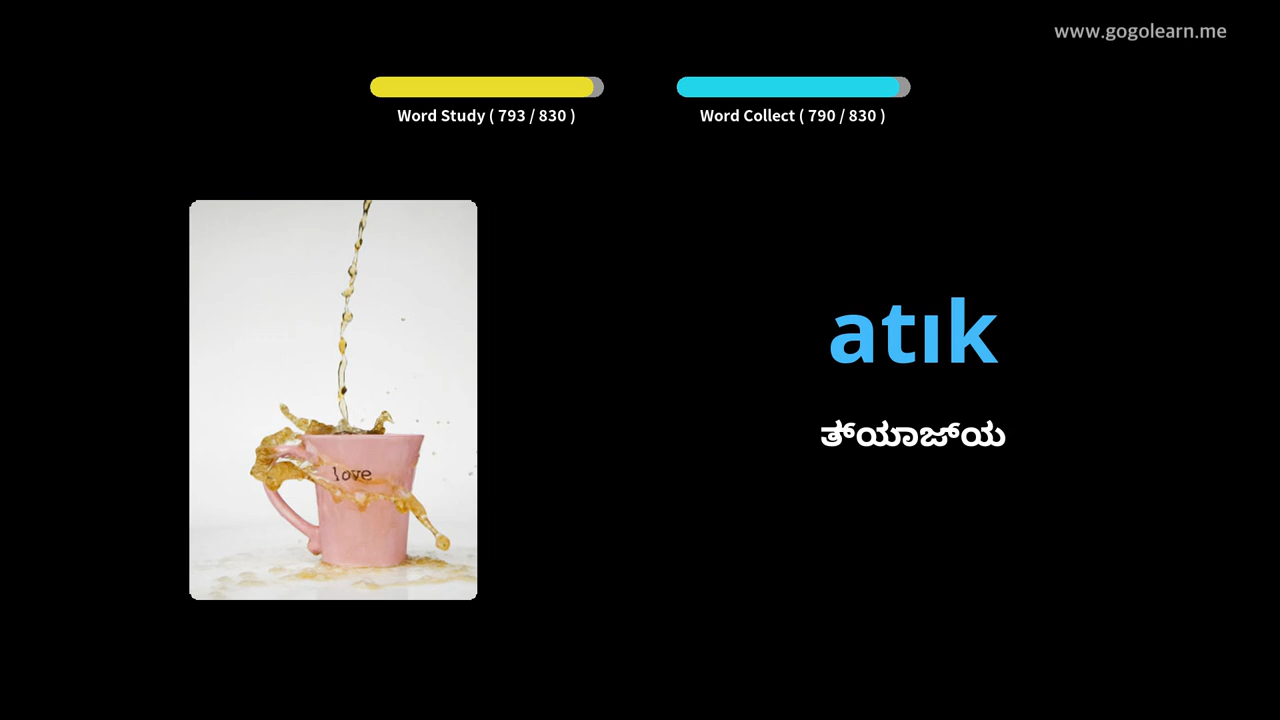 www.gogolearn.me
Word Study ( 793 / 830 )
Word Collect ( 790 / 830 )
love
atık
ತ್‌ಯಾಜ್‌ಯ